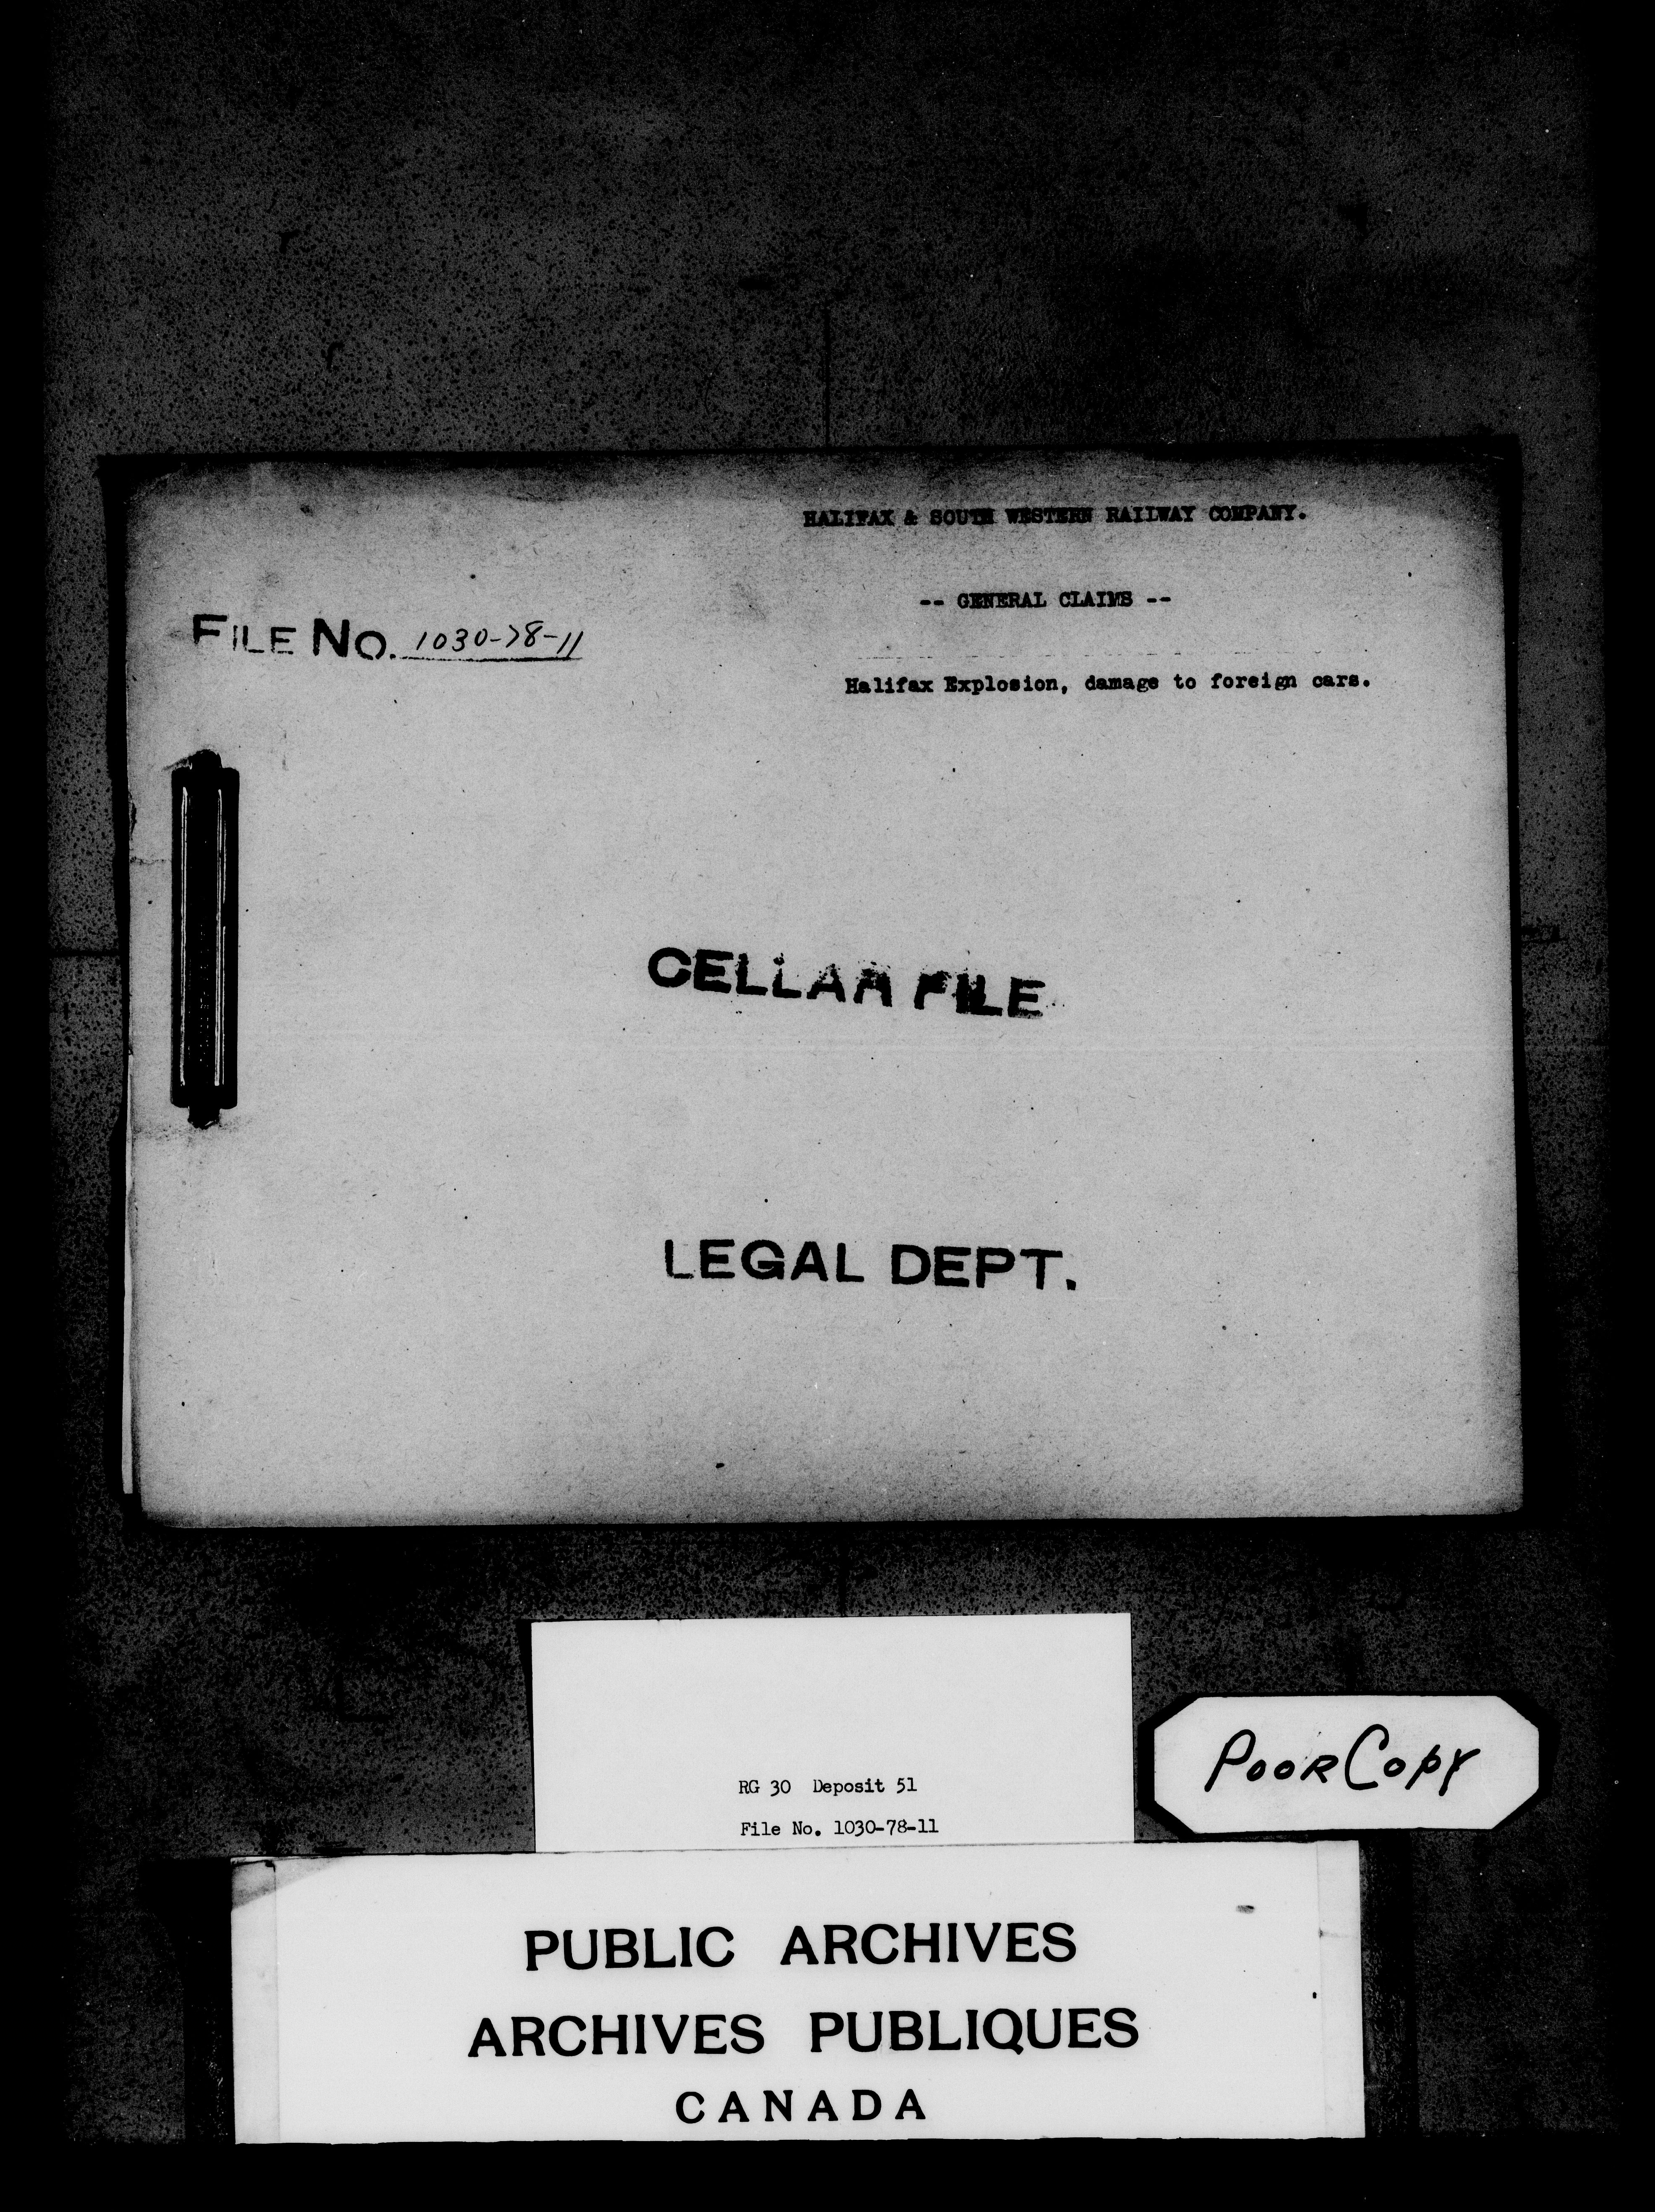 HALIFAX & SOUTH WESTERN RAILWAY COMPANY.
-- GENERAL CLAIMS --
FILE NO. 1030-78-11
Halifax Explosion, damage to foreign cars.
CELLAR FILE
LEGAL DEPT.
RG 30 Deposit 51
File No. 1030-78-11
POOR COPY
PUBLIC ARCHIVES
ARCHIVES PUBLIQUES
CANADA